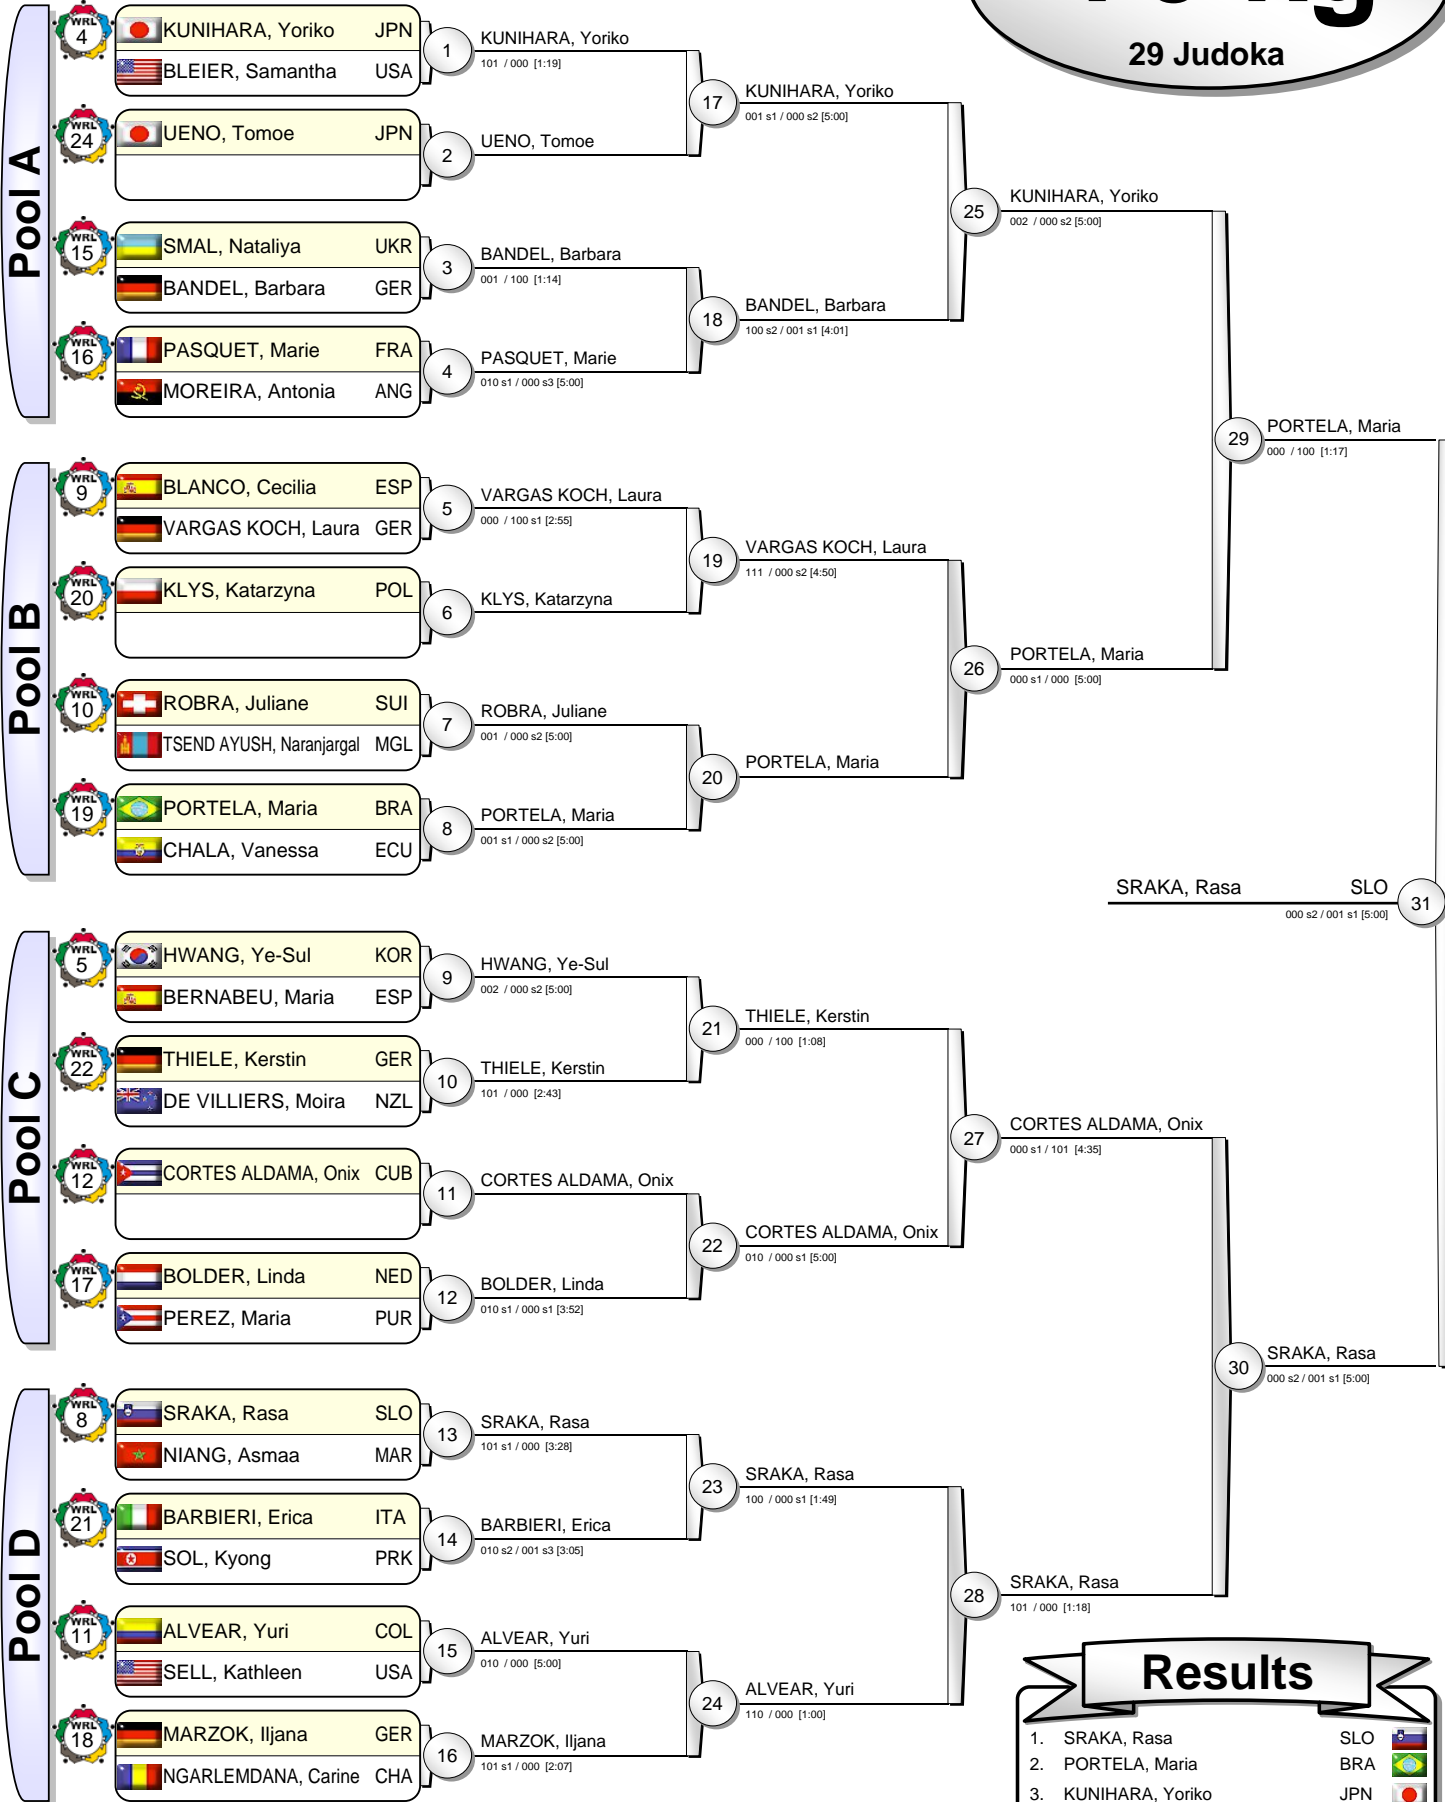 29 Judoka
Pool A
WRL 4
KUNIHARA, Yoriko JPN
BLEIER, Samantha USA
1
KUNIHARA, Yoriko
101 / 000 [1:19]
WRL 24
UENO, Tomoe JPN
2
UENO, Tomoe
17
KUNIHARA, Yoriko
001 s1 / 000 s2 [5:00]
WRL 15
SMAL, Nataliya UKR
BANDEL, Barbara GER
3
BANDEL, Barbara
001 / 100 [1:14]
WRL 16
PASQUET, Marie FRA
MOREIRA, Antonia ANG
4
PASQUET, Marie
010 s1 / 000 s3 [5:00]
18
BANDEL, Barbara
100 s2 / 001 s1 [4:01]
25
KUNIHARA, Yoriko
002 / 000 s2 [5:00]
Pool B
WRL 9
BLANCO, Cecilia ESP
VARGAS KOCH, Laura GER
5
VARGAS KOCH, Laura
000 / 100 s1 [2:55]
WRL 20
KLYS, Katarzyna POL
6
KLYS, Katarzyna
19
VARGAS KOCH, Laura
111 / 000 s2 [4:50]
WRL 10
ROBRA, Juliane SUI
TSEND AYUSH, Naranjargal MGL
7
ROBRA, Juliane
001 / 000 s2 [5:00]
WRL 19
PORTELA, Maria BRA
CHALA, Vanessa ECU
8
PORTELA, Maria
001 s1 / 000 s2 [5:00]
20
PORTELA, Maria
26
PORTELA, Maria
000 s1 / 000 [5:00]
29
PORTELA, Maria
000 / 100 [1:17]
SRAKA, Rasa SLO
000 s2 / 001 s1 [5:00]
31
Pool C
WRL 5
HWANG, Ye-Sul KOR
BERNABEU, Maria ESP
9
HWANG, Ye-Sul
002 / 000 s2 [5:00]
WRL 22
THIELE, Kerstin GER
DE VILLIERS, Moira NZL
10
THIELE, Kerstin
101 / 000 [2:43]
21
THIELE, Kerstin
000 / 100 [1:08]
WRL 12
CORTES ALDAMA, Onix CUB
11
CORTES ALDAMA, Onix
WRL 17
BOLDER, Linda NED
PEREZ, Maria PUR
12
BOLDER, Linda
010 s1 / 000 s1 [3:52]
22
CORTES ALDAMA, Onix
010 / 000 s1 [5:00]
27
CORTES ALDAMA, Onix
000 s1 / 101 [4:35]
Pool D
WRL 8
SRAKA, Rasa SLO
NIANG, Asmaa MAR
13
SRAKA, Rasa
101 s1 / 000 [3:28]
WRL 21
BARBIERI, Erica ITA
SOL, Kyong PRK
14
BARBIERI, Erica
010 s2 / 001 s3 [3:05]
23
SRAKA, Rasa
100 / 000 s1 [1:49]
WRL 11
ALVEAR, Yuri COL
SELL, Kathleen USA
15
ALVEAR, Yuri
010 / 000 [5:00]
WRL 18
MARZOK, Iljana GER
NGARLEMDANA, Carine CHA
16
MARZOK, Iljana
101 s1 / 000 [2:07]
24
ALVEAR, Yuri
110 / 000 [1:00]
28
SRAKA, Rasa
101 / 000 [1:18]
30
SRAKA, Rasa
000 s2 / 001 s1 [5:00]
Results
1. SRAKA, Rasa SLO
2. PORTELA, Maria BRA
3. KUNIHARA, Yoriko JPN